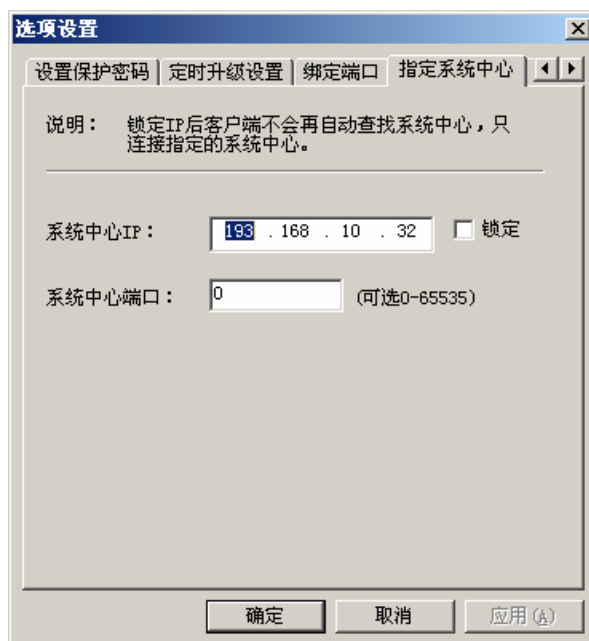 选项设置
设置保护密码 定时升级设置 绑定端口 指定系统中心
说明： 锁定IP后客户端不会再自动查找系统中心，只
连接指定的系统中心。
系统中心IP： 193 . 168 . 10 . 32 锁定
系统中心端口： 0 (可选0-65535)
确定 取消 应用(A)